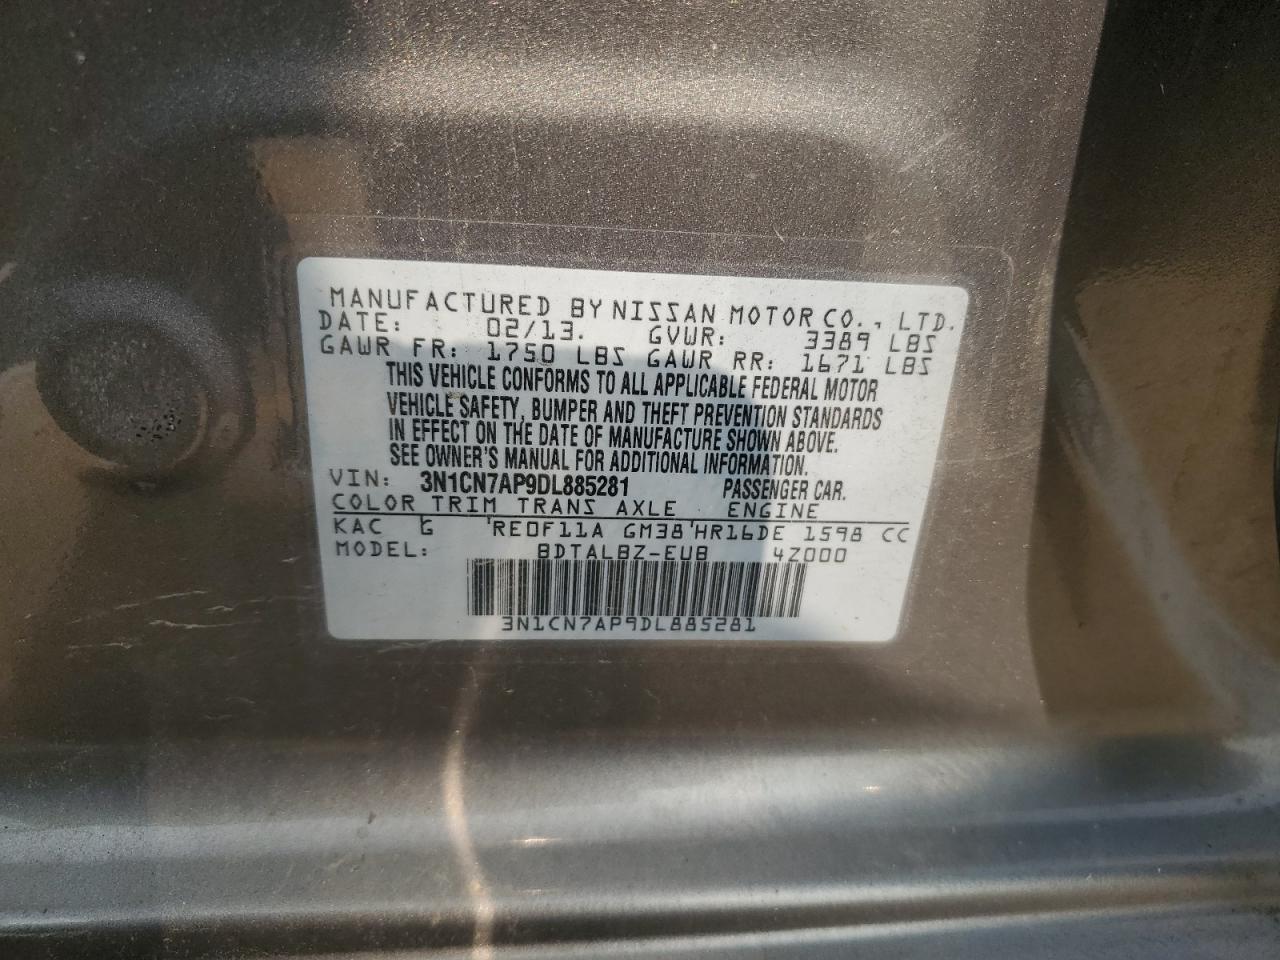 MANUFACTURED BY NISSAN MOTOR CO., LTD.
DATE: 02/13. GVWR: 3389 LBS
GAWR FR: 1750 LBS GAWR RR: 1671 LBS
THIS VEHICLE CONFORMS TO ALL APPLICABLE FEDERAL MOTOR
VEHICLE SAFETY, BUMPER AND THEFT PREVENTION STANDARDS
IN EFFECT ON THE DATE OF MANUFACTURE SHOWN ABOVE.
SEE OWNER'S MANUAL FOR ADDITIONAL INFORMATION.
VIN: 3N1CN7AP9DL885281 PASSENGER CAR.
COLOR TRIM TRANS AXLE ENGINE
KAC G RE0F11A GM38 HR16DE 1598 CC
MODEL: BDTALBZ-EUB 4Z000
3N1CN7AP9DL885281